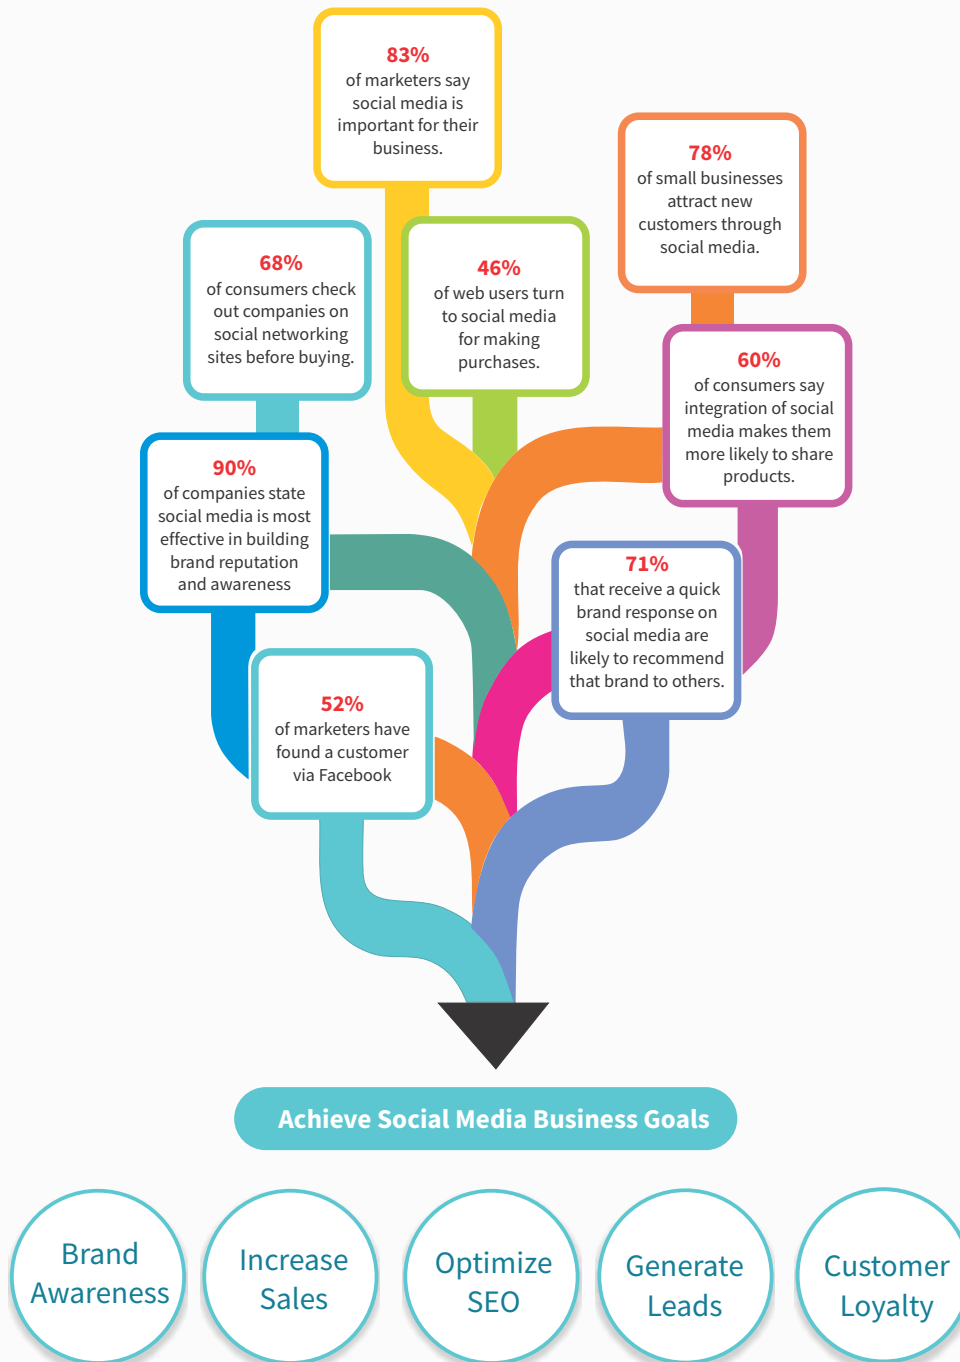 83%
of marketers say
social media is
important for their
business.
78%
of small businesses
attract new
customers through
social media.
68%
of consumers check
out companies on
social networking
sites before buying.
46%
of web users turn
to social media
for making
purchases.
60%
of consumers say
integration of social
media makes them
more likely to share
products.
90%
of companies state
social media is most
effective in building
brand reputation
and awareness
71%
that receive a quick
brand response on
social media are
likely to recommend
that brand to others.
52%
of marketers have
found a customer
via Facebook
Achieve Social Media Business Goals
Brand
Awareness
Increase
Sales
Optimize
SEO
Generate
Leads
Customer
Loyalty